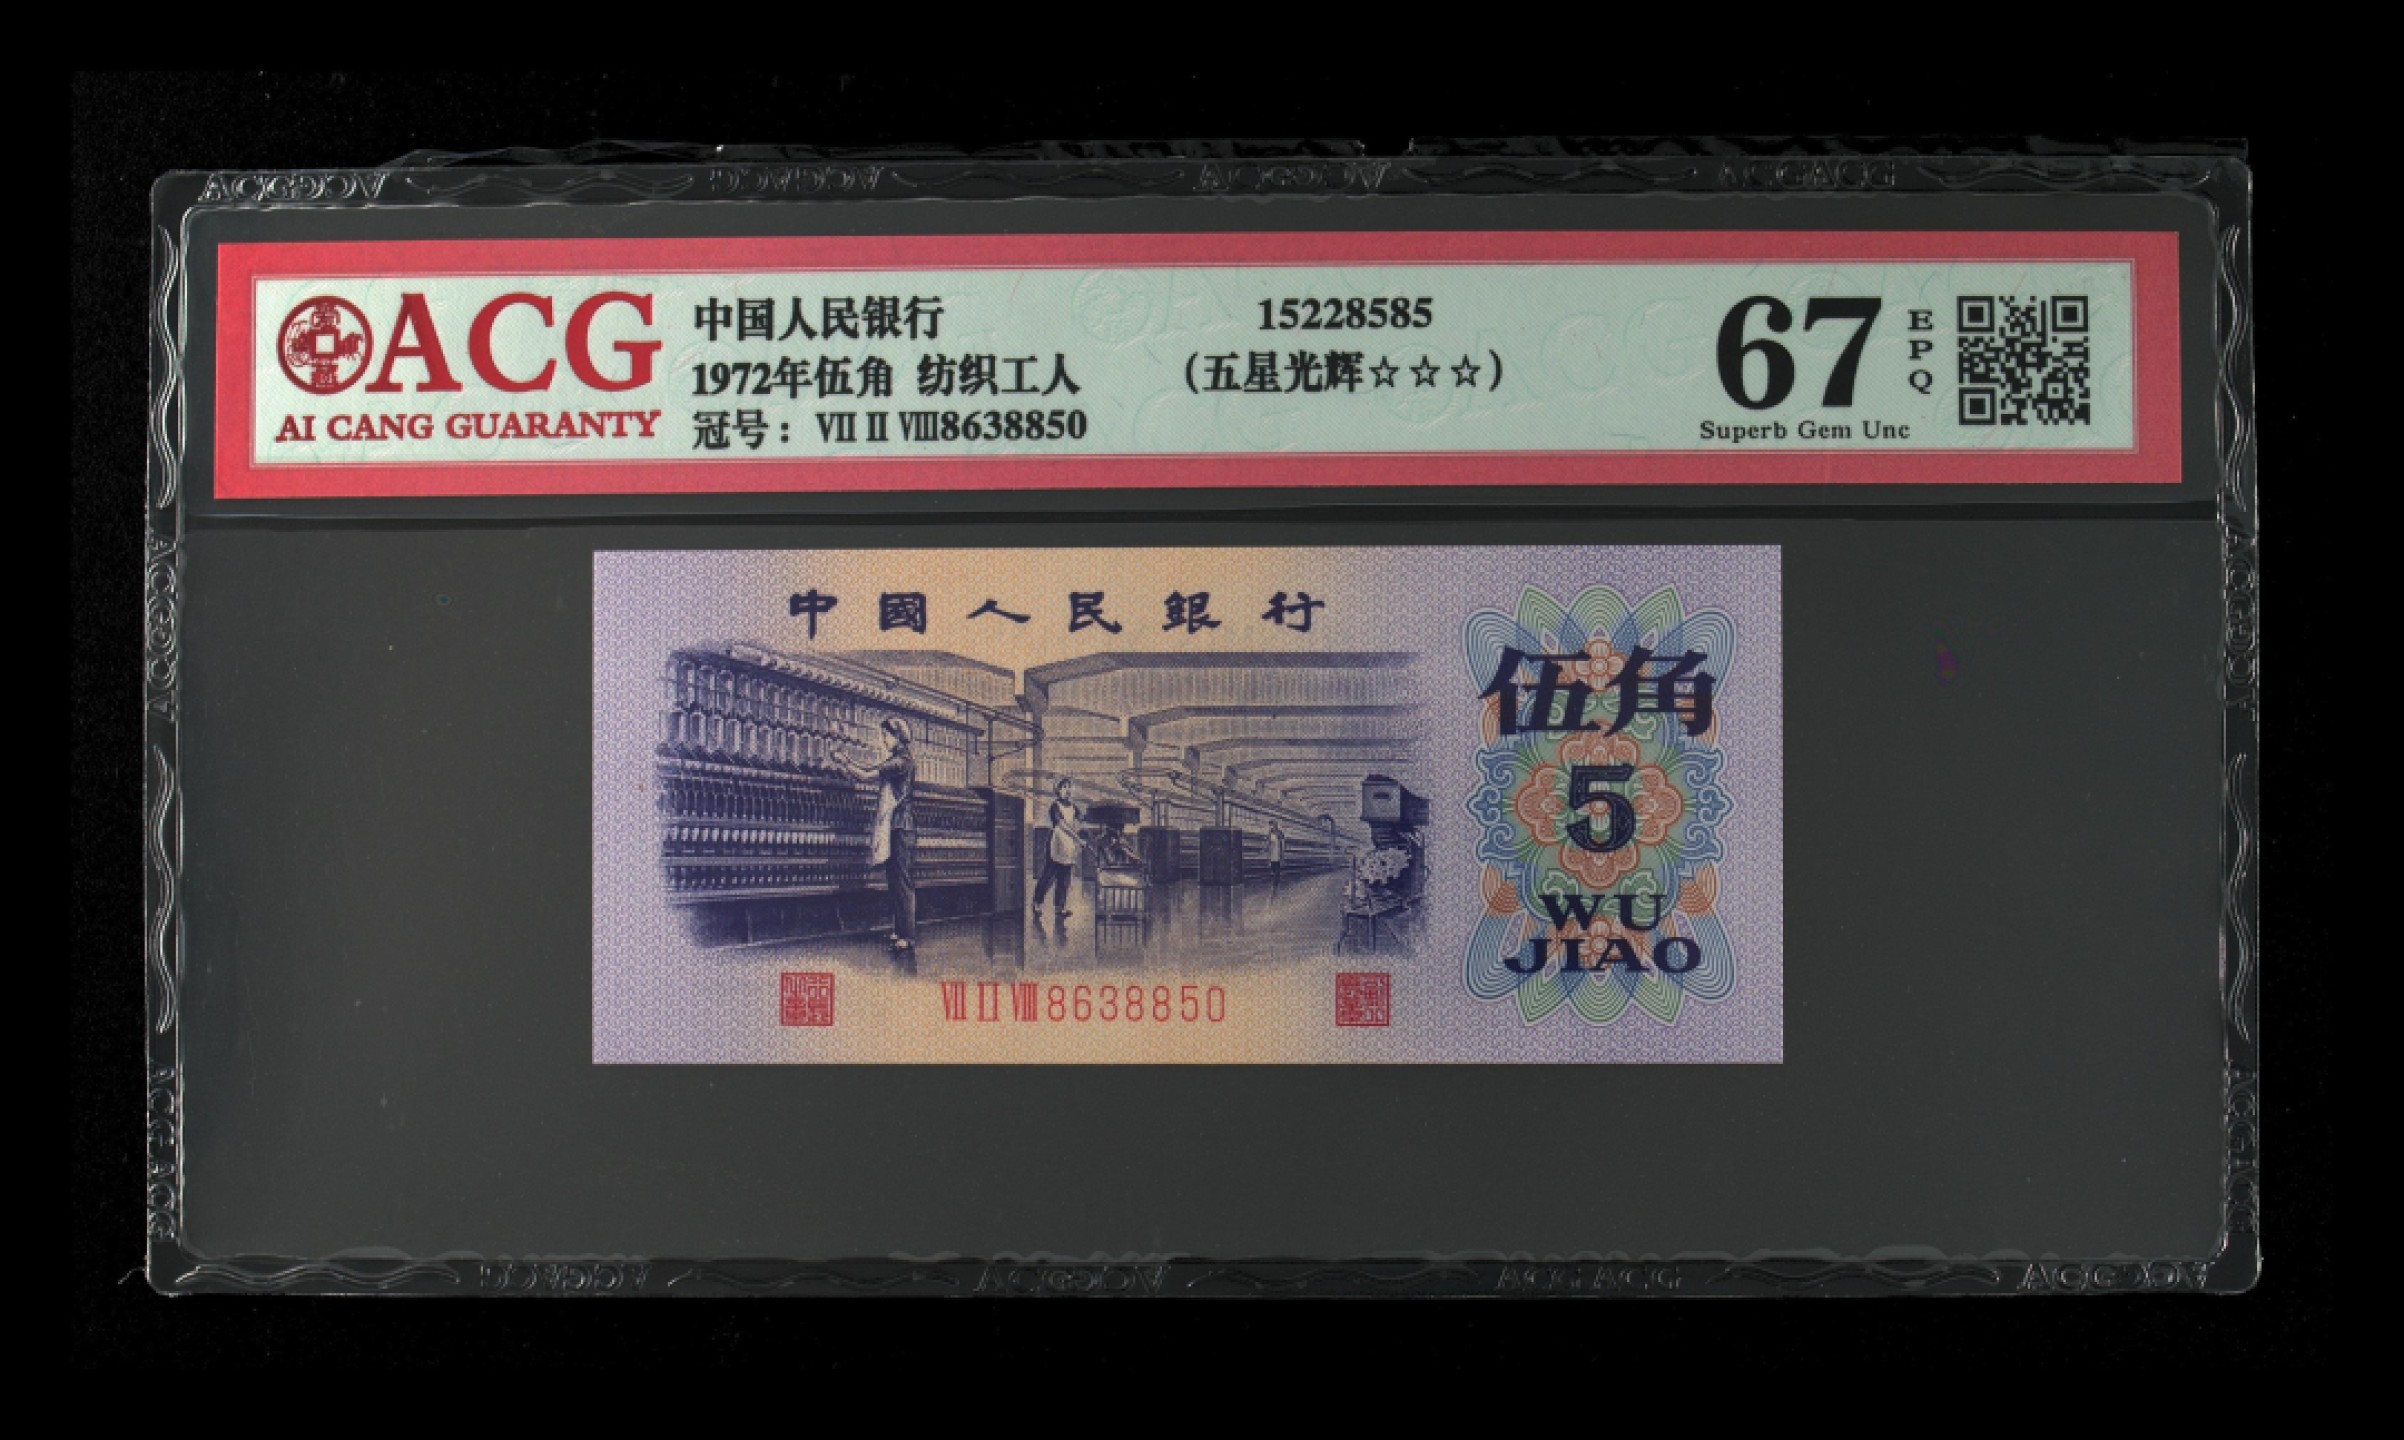 ACG
AI CANG GUARANTY
中国人民银行
1972年伍角 纺织工人
冠号：ⅦⅡⅧ8638850
15228585
（五星光辉☆☆☆）
67
EPQ
Superb Gem Unc
中國人民銀行
伍角
5
WU
JIAO
ⅦⅡⅧ8638850